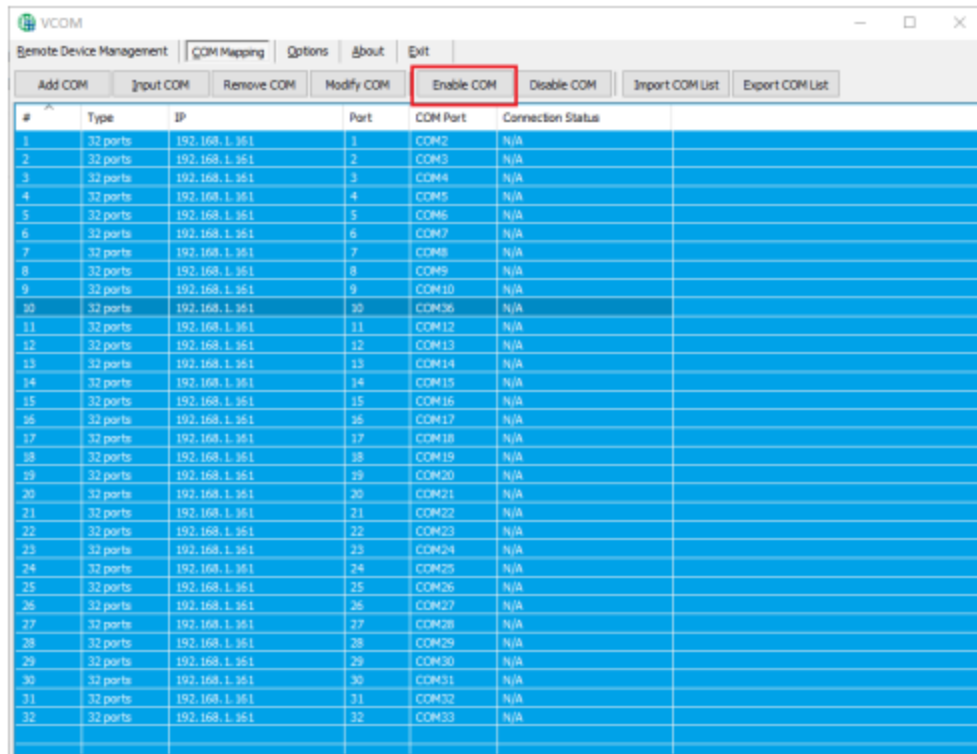 VCOM
Remote Device Management COM Mapping Options About Exit
Add COM Input COM Remove COM Modify COM Enable COM Disable COM Import COM List Export COM List
# Type IP Port COM Port Connection Status
1 32 ports 192.168.1.161 1 COM2 N/A
2 32 ports 192.168.1.161 2 COM3 N/A
3 32 ports 192.168.1.161 3 COM4 N/A
4 32 ports 192.168.1.161 4 COM5 N/A
5 32 ports 192.168.1.161 5 COM6 N/A
6 32 ports 192.168.1.161 6 COM7 N/A
7 32 ports 192.168.1.161 7 COM8 N/A
8 32 ports 192.168.1.161 8 COM9 N/A
9 32 ports 192.168.1.161 9 COM10 N/A
10 32 ports 192.168.1.161 10 COM36 N/A
11 32 ports 192.168.1.161 11 COM12 N/A
12 32 ports 192.168.1.161 12 COM13 N/A
13 32 ports 192.168.1.161 13 COM14 N/A
14 32 ports 192.168.1.161 14 COM15 N/A
15 32 ports 192.168.1.161 15 COM16 N/A
16 32 ports 192.168.1.161 16 COM17 N/A
17 32 ports 192.168.1.161 17 COM18 N/A
18 32 ports 192.168.1.161 18 COM19 N/A
19 32 ports 192.168.1.161 19 COM20 N/A
20 32 ports 192.168.1.161 20 COM21 N/A
21 32 ports 192.168.1.161 21 COM22 N/A
22 32 ports 192.168.1.161 22 COM23 N/A
23 32 ports 192.168.1.161 23 COM24 N/A
24 32 ports 192.168.1.161 24 COM25 N/A
25 32 ports 192.168.1.161 25 COM26 N/A
26 32 ports 192.168.1.161 26 COM27 N/A
27 32 ports 192.168.1.161 27 COM28 N/A
28 32 ports 192.168.1.161 28 COM29 N/A
29 32 ports 192.168.1.161 29 COM30 N/A
30 32 ports 192.168.1.161 30 COM31 N/A
31 32 ports 192.168.1.161 31 COM32 N/A
32 32 ports 192.168.1.161 32 COM33 N/A